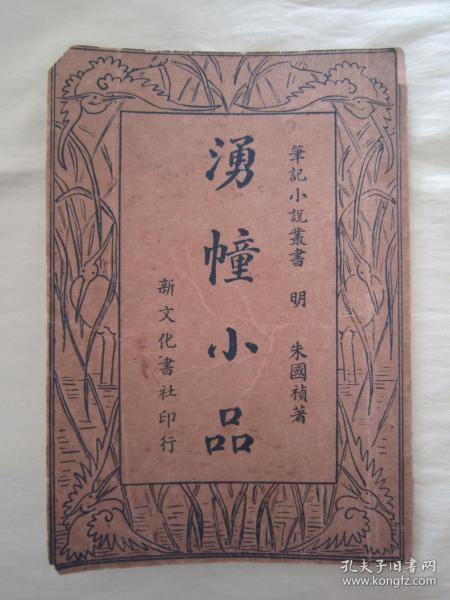 筆記小說叢書 明 朱國禎著
湧幢小品
新文化書社印行
孔夫子旧书网
www.kongfz.com